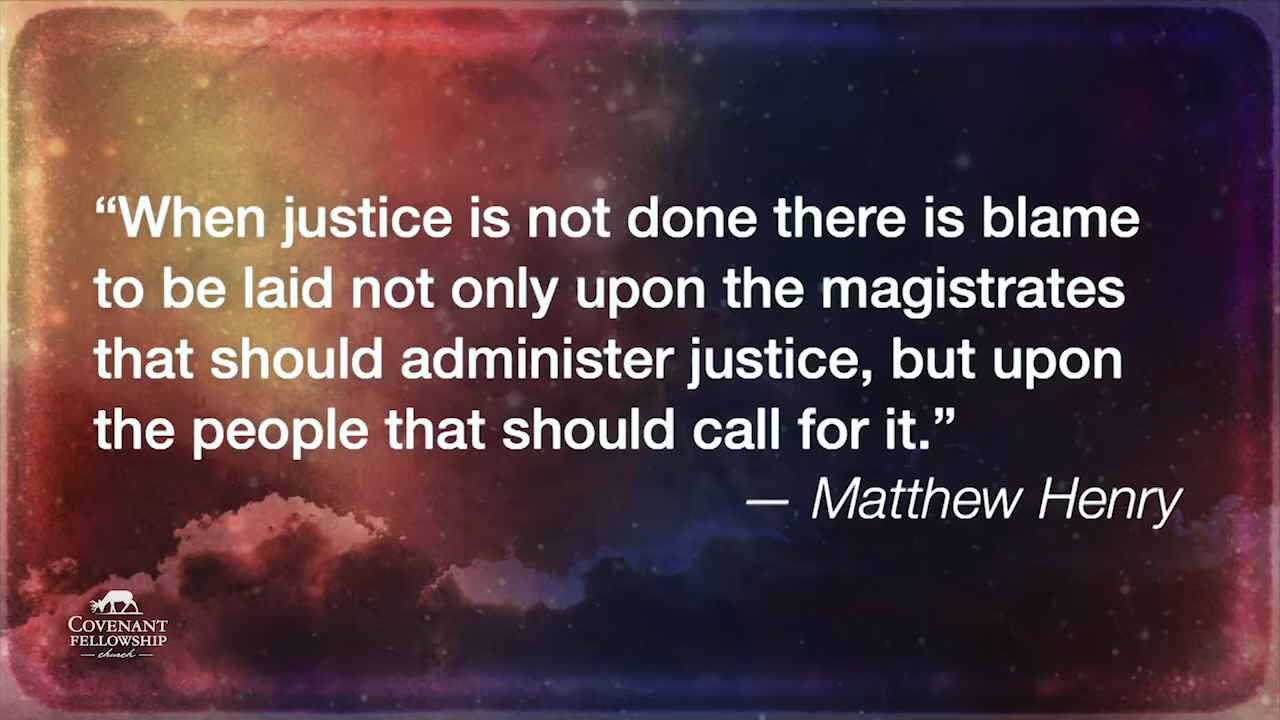 “When justice is not done there is blame
to be laid not only upon the magistrates
that should administer justice, but upon
the people that should call for it.”
— Matthew Henry
COVENANT
FELLOWSHIP
church